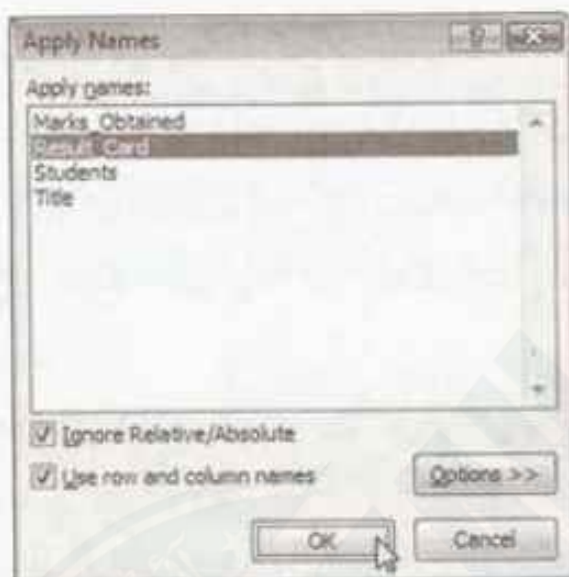 Apply Names
Apply names:
Marks_Obtained
Result_Card
Students
Title
Ignore Relative/Absolute
Use row and column names
Options >>
OK
Cancel